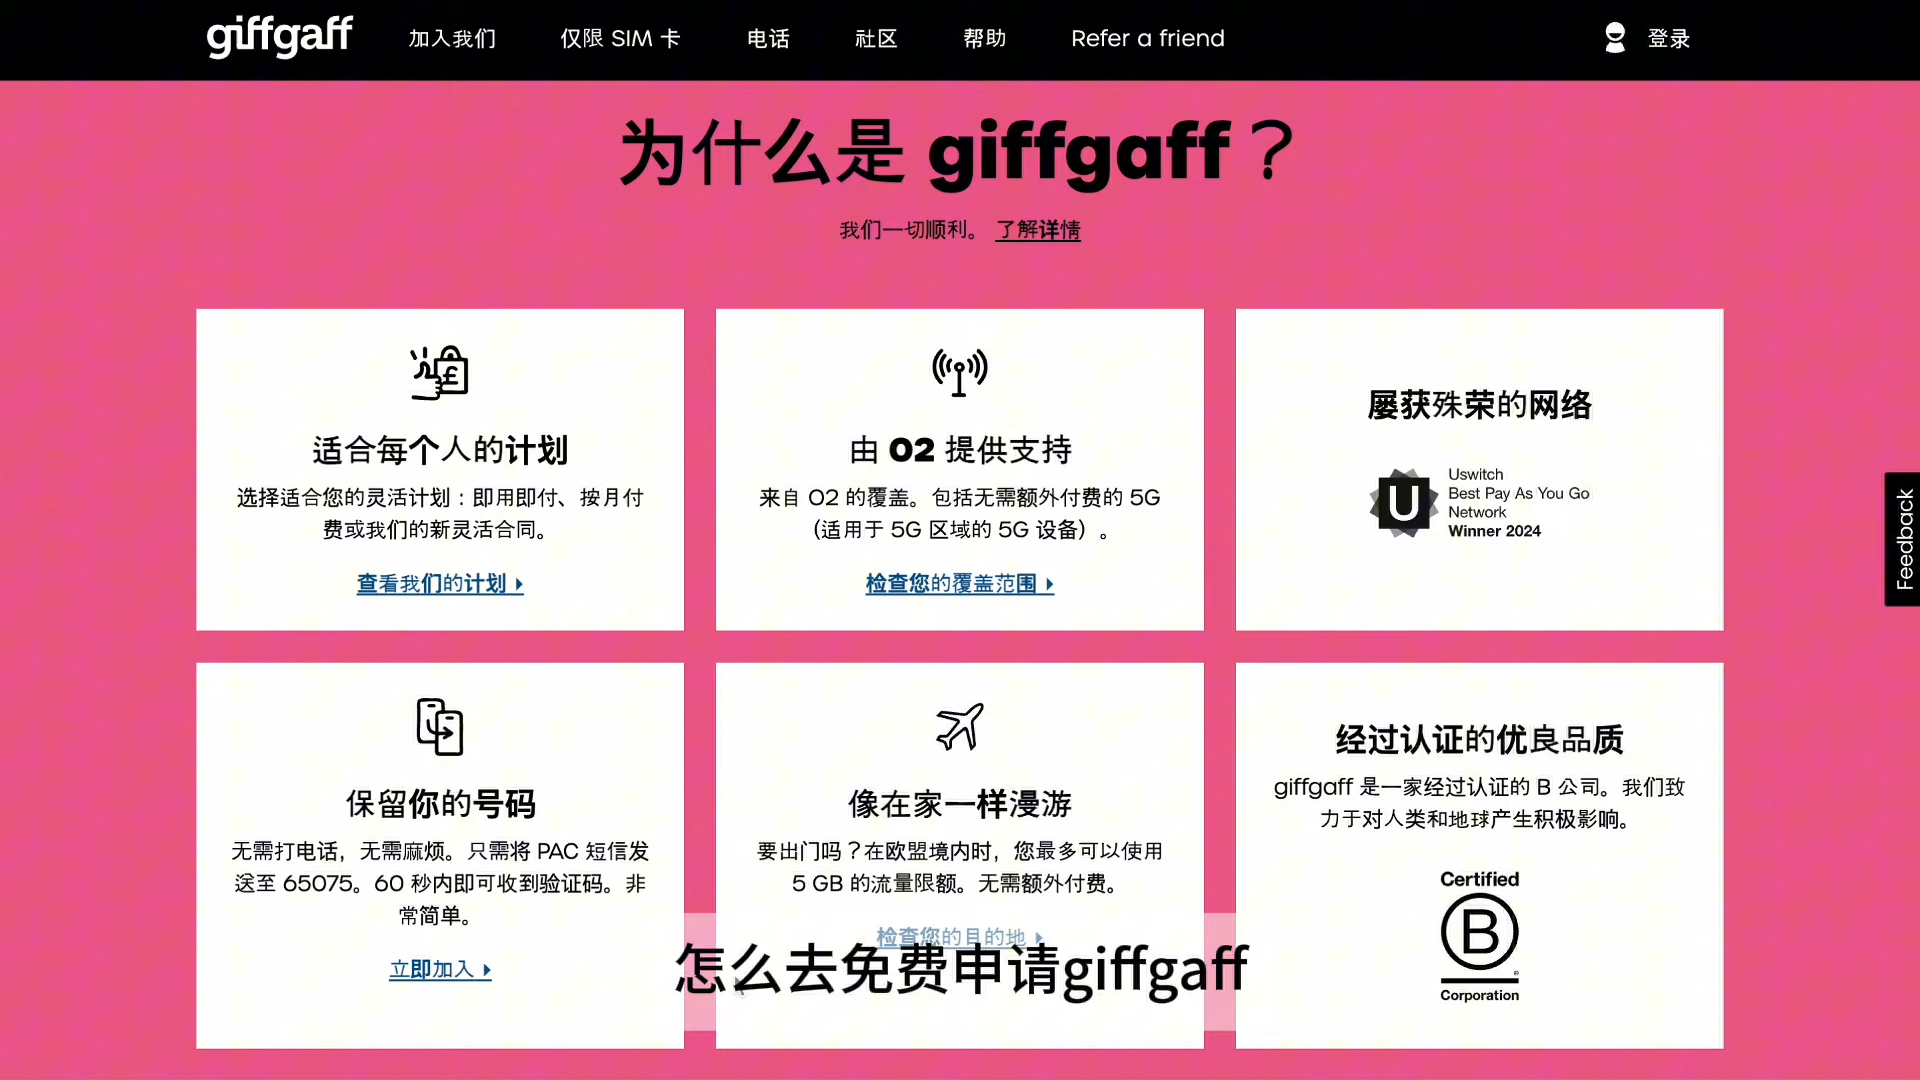 giffgaff 加入我们 仅限 SIM 卡 电话 社区 帮助 Refer a friend 登录
为什么是 giffgaff？
我们一切顺利。 了解详情
适合每个人的计划
选择适合您的灵活计划：即用即付、按月付
费或我们的新灵活合同。
查看我们的计划
由 O2 提供支持
来自 O2 的覆盖。包括无需额外付费的 5G
（适用于 5G 区域的 5G 设备）。
检查您的覆盖范围
屡获殊荣的网络
U
Uswitch
Best Pay As You Go
Network
Winner 2024
保留你的号码
无需打电话，无需麻烦。只需将 PAC 短信发
送至 65075。60 秒内即可收到验证码。非
常简单。
立即加入
像在家一样漫游
要出门吗？在欧盟境内时，您最多可以使用
5 GB 的流量限额。无需额外付费。
检查您的目的地
经过认证的优良品质
giffgaff 是一家经过认证的 B 公司。我们致
力于对人类和地球产生积极影响。
Certified
B
®
Corporation
Feedback
怎么去免费申请giffgaff